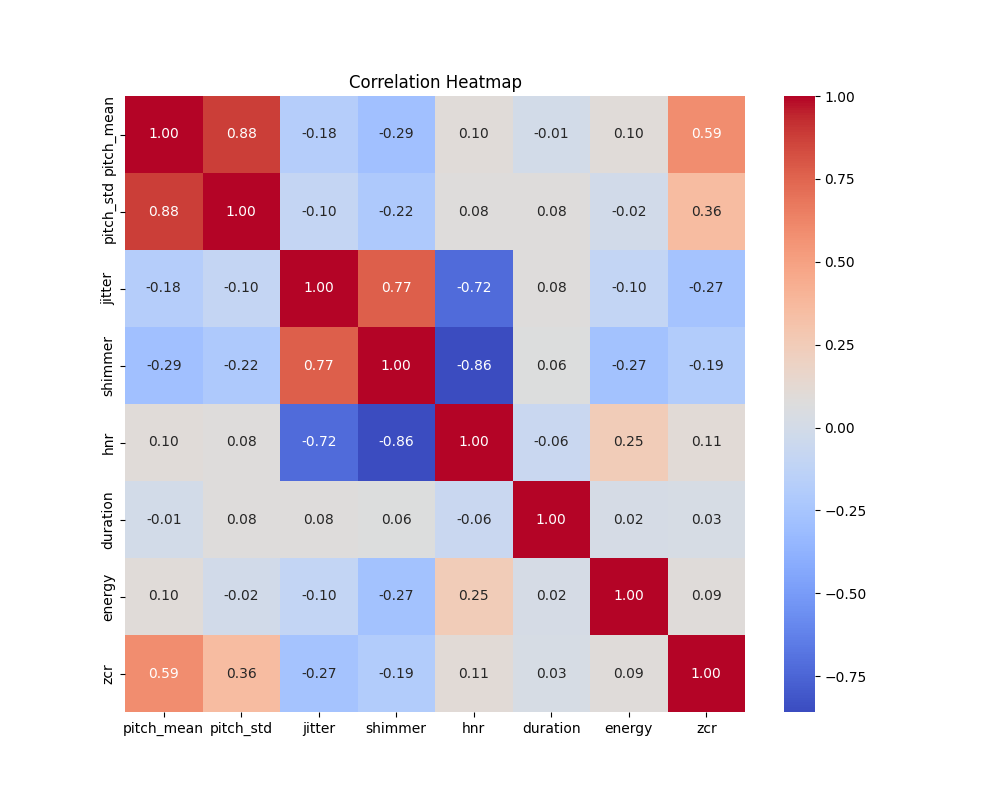 Correlation Heatmap
pitch_mean 1.00 0.88 -0.18 -0.29 0.10 -0.01 0.10 0.59
pitch_std 0.88 1.00 -0.10 -0.22 0.08 0.08 -0.02 0.36
jitter -0.18 -0.10 1.00 0.77 -0.72 0.08 -0.10 -0.27
shimmer -0.29 -0.22 0.77 1.00 -0.86 0.06 -0.27 -0.19
hnr 0.10 0.08 -0.72 -0.86 1.00 -0.06 0.25 0.11
duration -0.01 0.08 0.08 0.06 -0.06 1.00 0.02 0.03
energy 0.10 -0.02 -0.10 -0.27 0.25 0.02 1.00 0.09
zcr 0.59 0.36 -0.27 -0.19 0.11 0.03 0.09 1.00
pitch_mean pitch_std jitter shimmer hnr duration energy zcr
1.00
0.75
0.50
0.25
0.00
−0.25
−0.50
−0.75